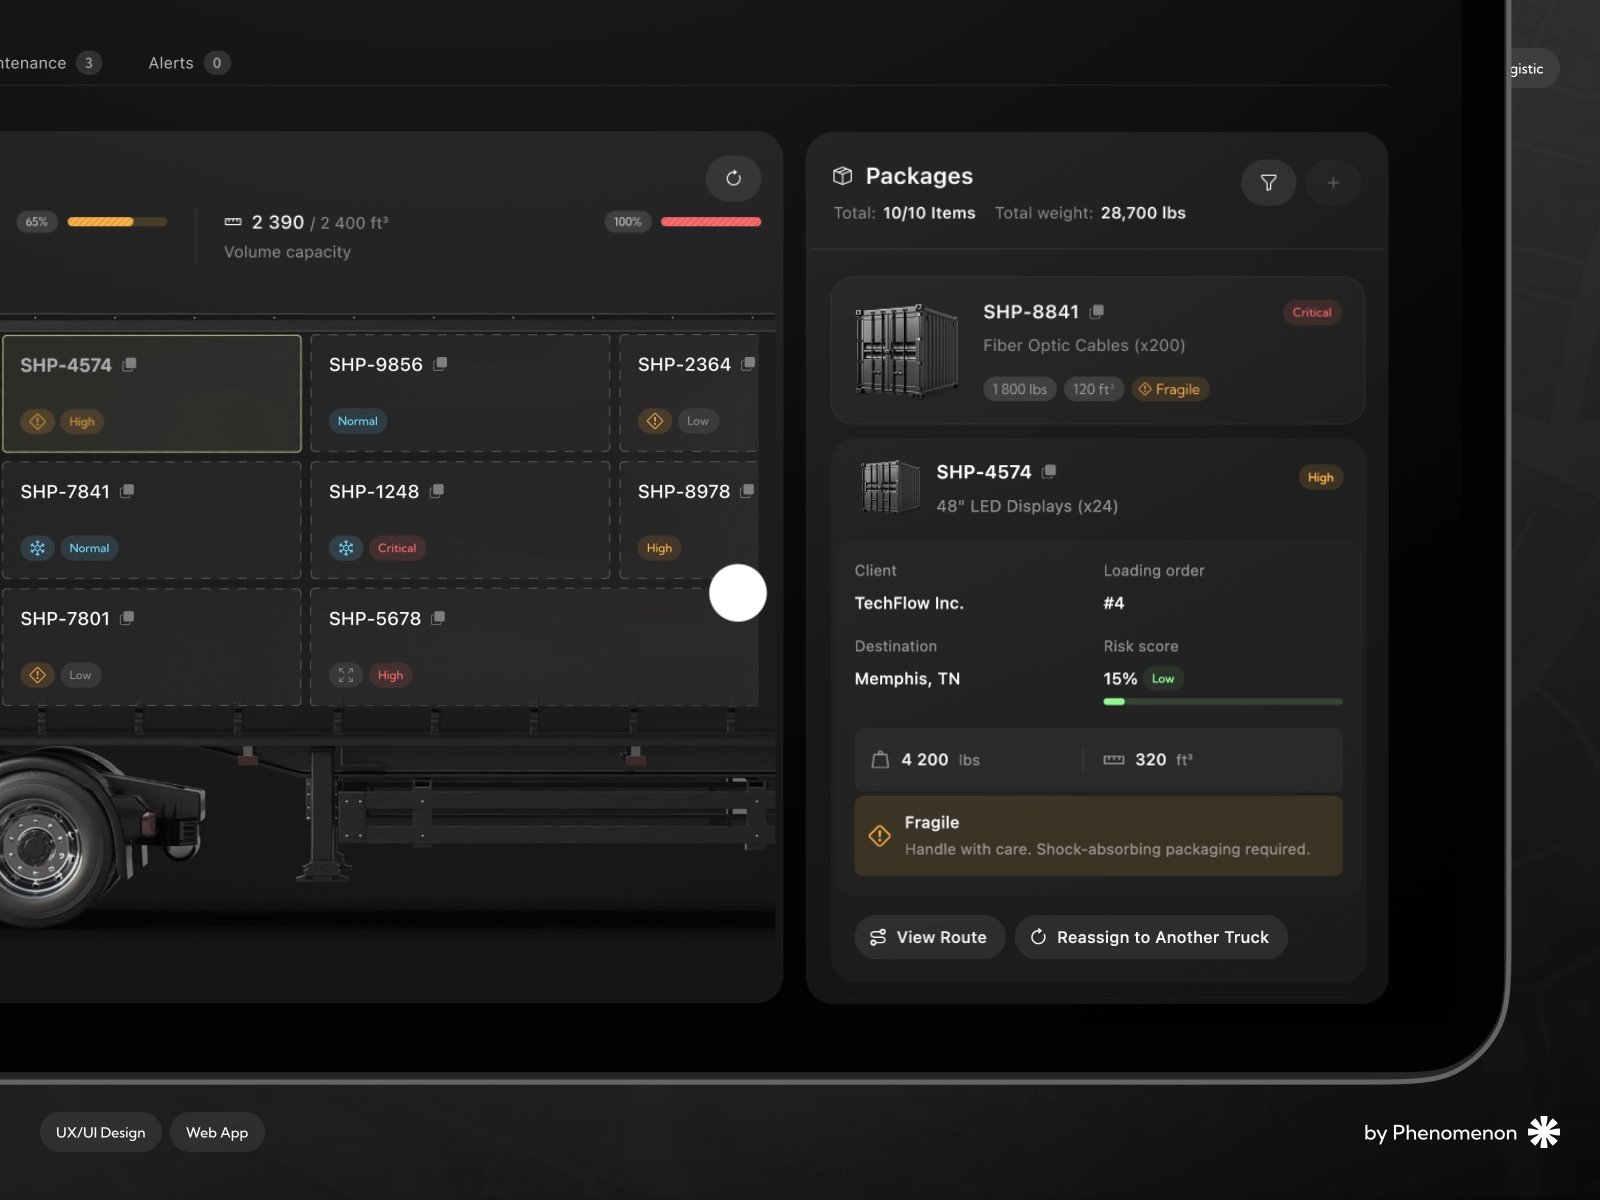 ntenance 3 Alerts 0
gistic
65%
2 390 / 2 400 ft³
Volume capacity
100%
SHP-4574
High
SHP-9856
Normal
SHP-2364
Low
SHP-7841
Normal
SHP-1248
Critical
SHP-8978
High
SHP-7801
Low
SHP-5678
High
Packages
Total: 10/10 Items Total weight: 28,700 lbs
SHP-8841
Critical
Fiber Optic Cables (x200)
1 800 lbs 120 ft³ Fragile
SHP-4574
High
48" LED Displays (x24)
Client
TechFlow Inc.
Loading order
#4
Destination
Memphis, TN
Risk score
15% Low
4 200 lbs
320 ft³
Fragile
Handle with care. Shock-absorbing packaging required.
View Route
Reassign to Another Truck
UX/UI Design
Web App
by Phenomenon